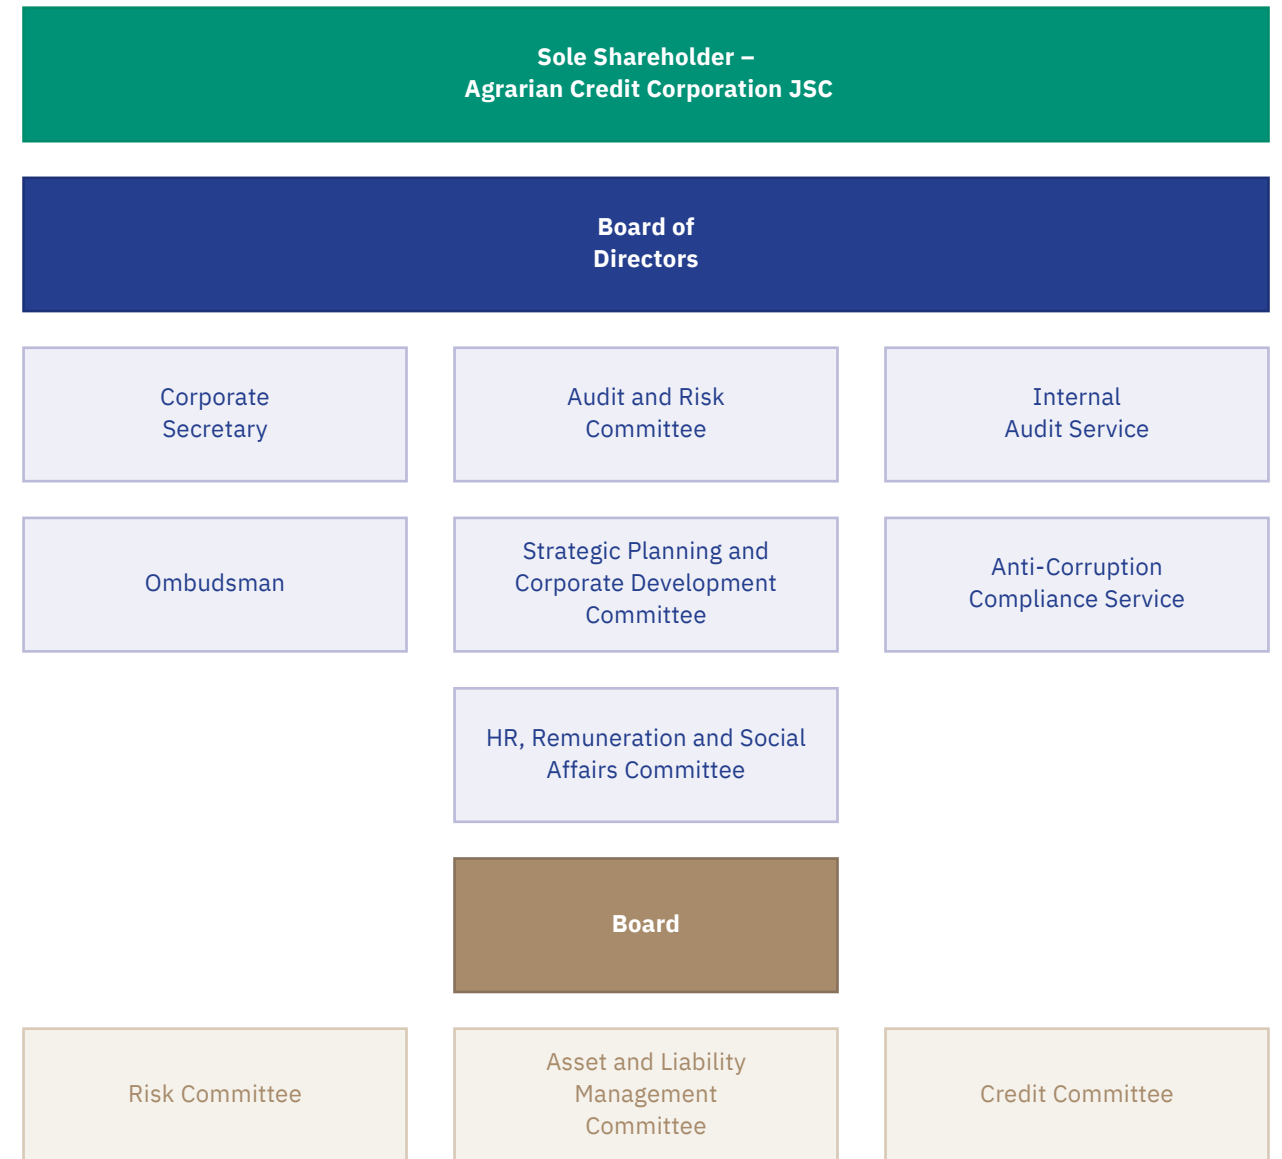 Sole Shareholder –
Agrarian Credit Corporation JSC
Board of
Directors
Corporate
Secretary
Audit and Risk
Committee
Internal
Audit Service
Ombudsman
Strategic Planning and
Corporate Development
Committee
Anti-Corruption
Compliance Service
HR, Remuneration and Social
Affairs Committee
Board
Risk Committee
Asset and Liability
Management
Committee
Credit Committee